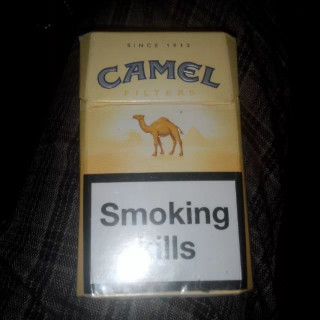 SINCE 1913
CAMEL
FILTERS
Smoking
kills